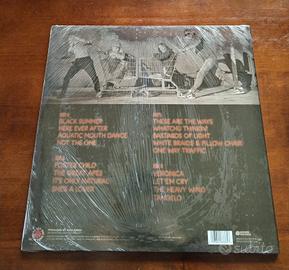 BLACK SUMMER
HERE EVER AFTER
AQUATIC MOUTH DANCE
NOT THE ONE
POSTER CHILD
THE GREAT APES
IT'S ONLY NATURAL
SHE'S A LOVER
THESE ARE THE WAYS
WHATCHU THINKIN'
BASTARDS OF LIGHT
WHITE BRAIDS & PILLOW CHAIR
ONE WAY TRAFFIC
VERONICA
LET 'EM CRY
THE HEAVY WING
TANGELO
subito